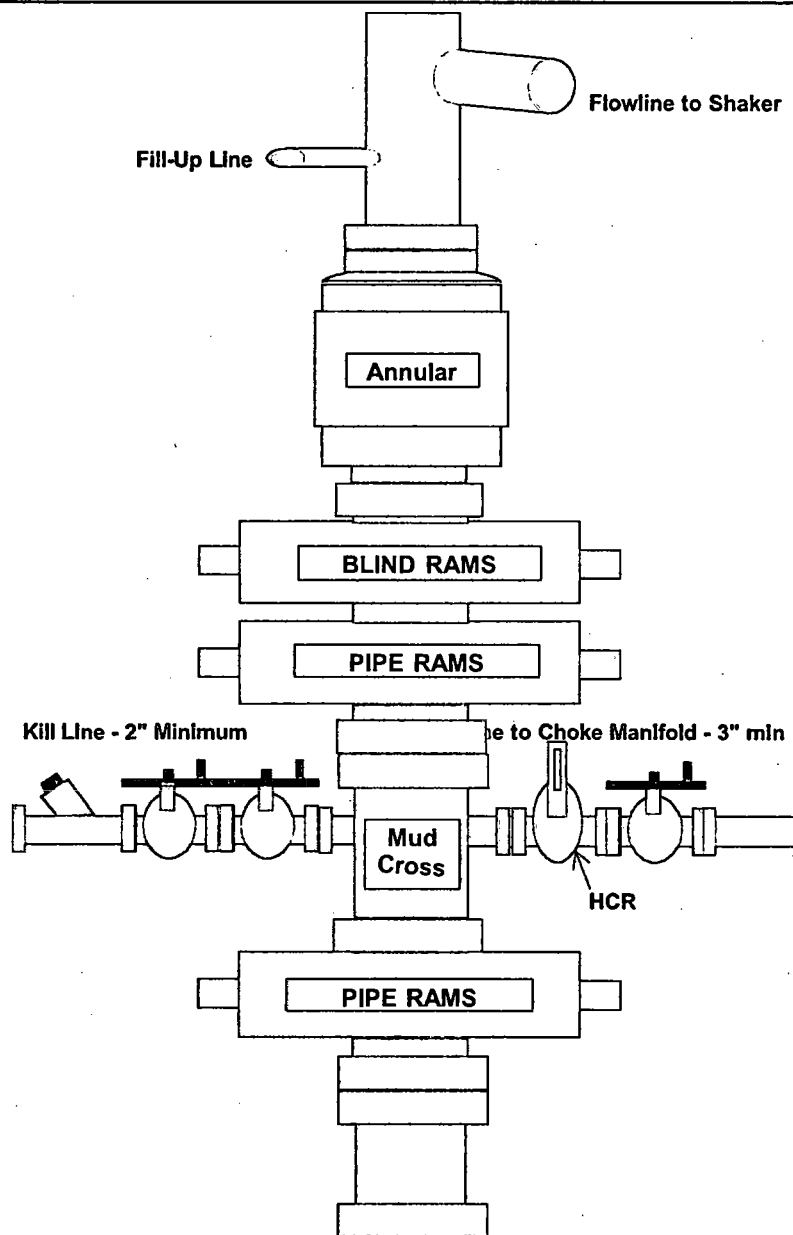 Flowline to Shaker
Fill-Up Line
Annular
BLIND RAMS
PIPE RAMS
Kill Line - 2" Minimum
e to Choke Manifold - 3" min
Mud
Cross
HCR
PIPE RAMS